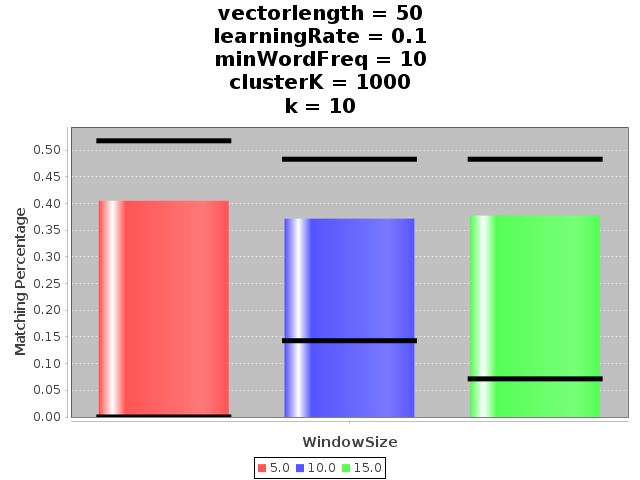 vectorlength = 50
learningRate = 0.1
minWordFreq = 10
clusterK = 1000
k = 10
0.50
0.45
0.40
0.35
0.30
0.25
0.20
0.15
0.10
0.05
0.00
Matching Percentage
WindowSize
5.0 10.0 15.0